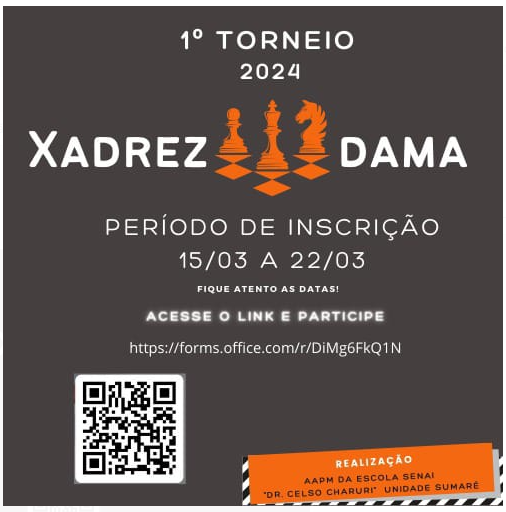 1º TORNEIO
2024
XADREZ DAMA
PERÍODO DE INSCRIÇÃO
15/03 A 22/03
FIQUE ATENTO AS DATAS!
ACESSE O LINK E PARTICIPE
https://forms.office.com/r/DiMg6FkQ1N
REALIZAÇÃO
AAPM DA ESCOLA SENAI
"DR. CELSO CHARURI" UNIDADE SUMARÉ